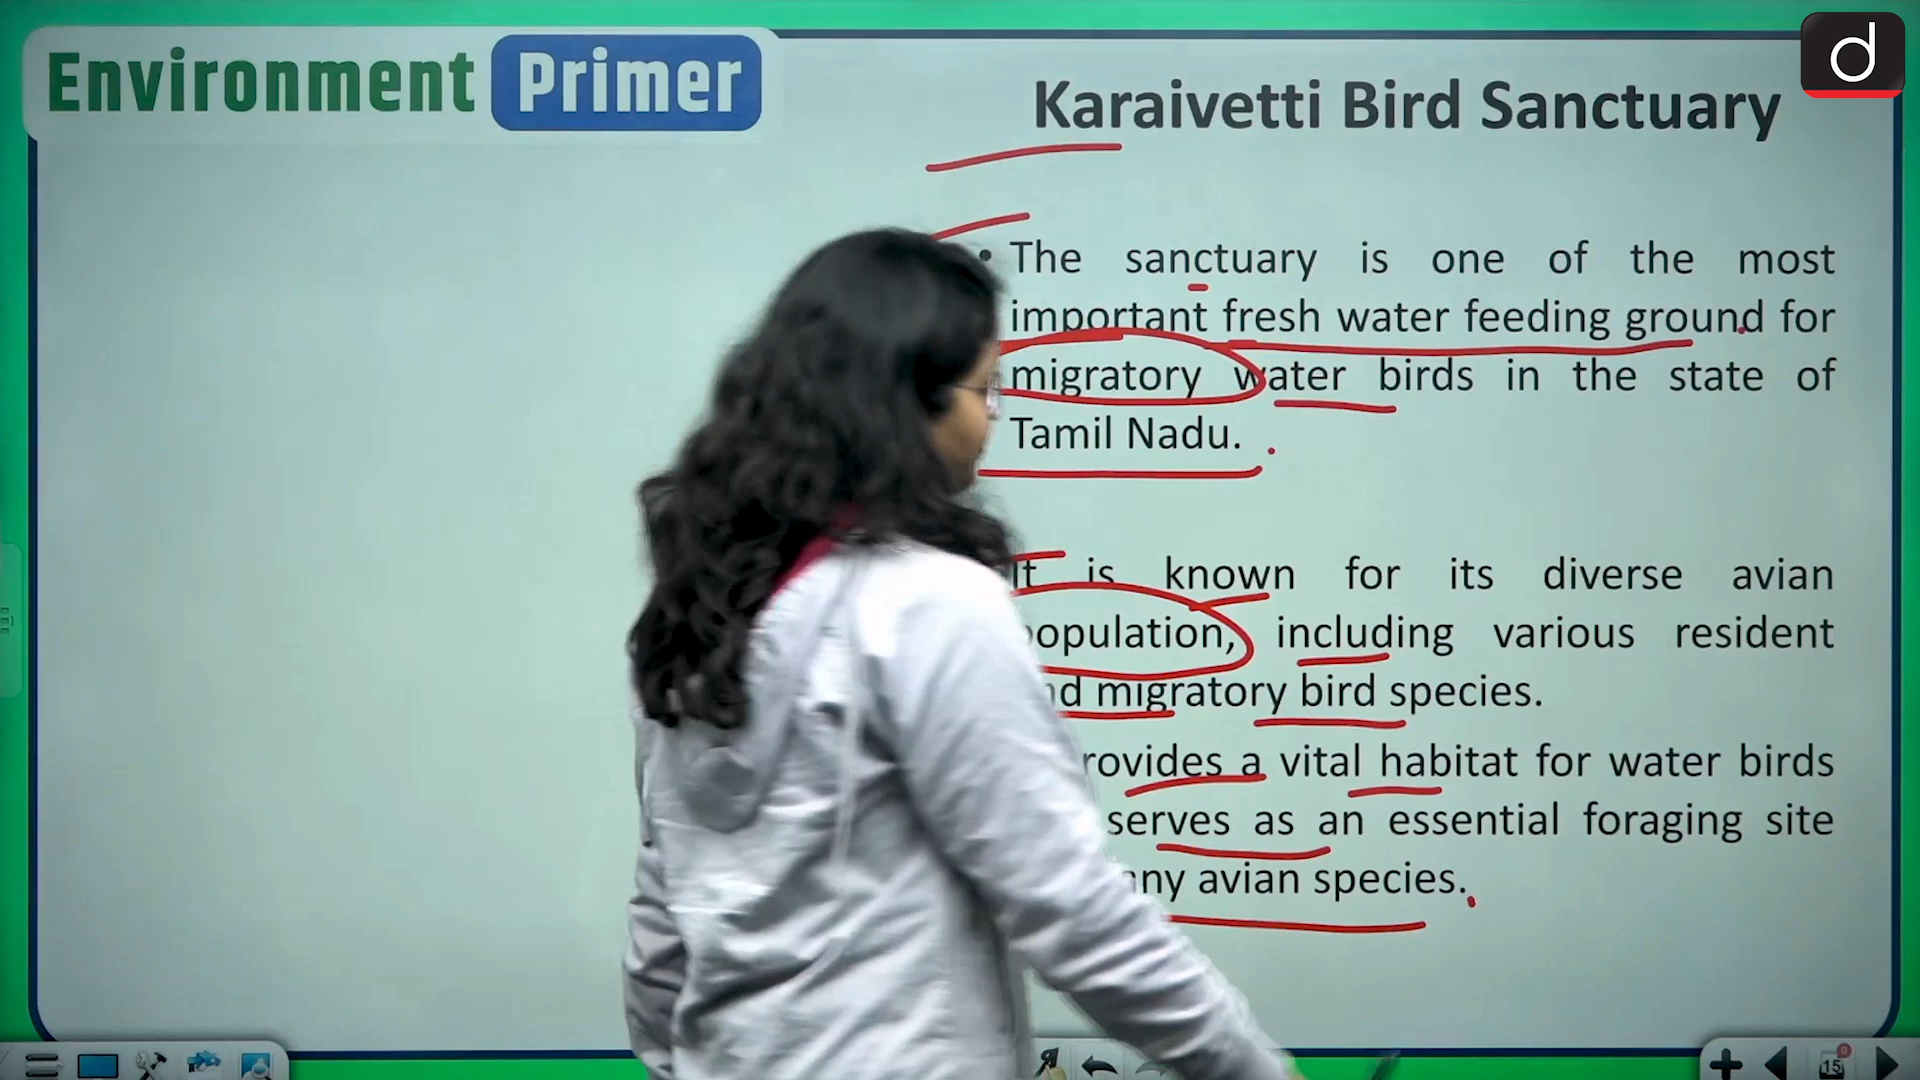 Environment Primer
d
Karaivetti Bird Sanctuary
• The sanctuary is one of the most
important fresh water feeding ground for
migratory water birds in the state of
Tamil Nadu.
It is known for its diverse avian
population, including various resident
migratory bird species.
a vital habitat for water birds
serves as an essential foraging site
avian species.
15
0